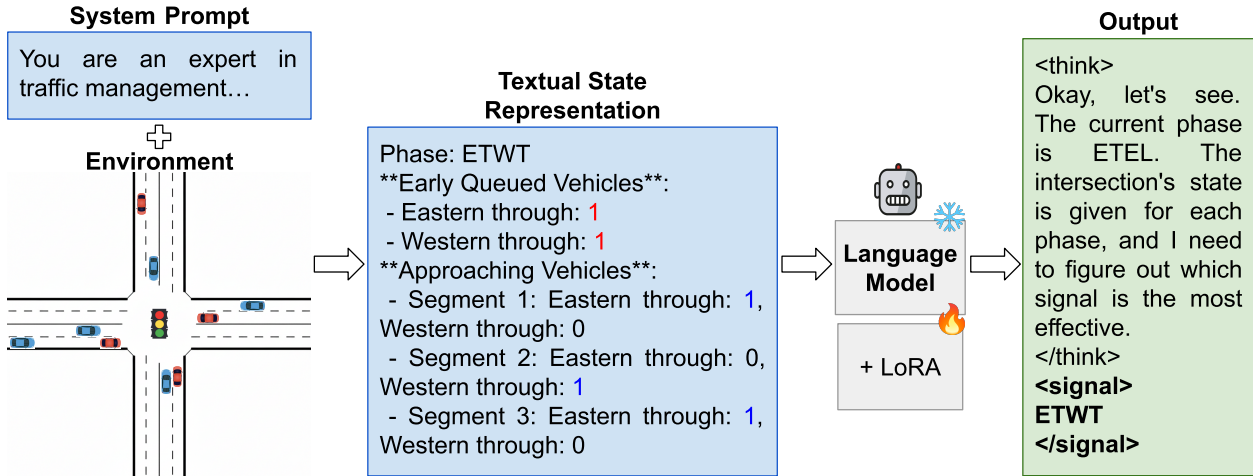 System Prompt
You are an expert in
traffic management…
Environment
Textual State
Representation
Phase: ETWT
**Early Queued Vehicles**:
- Eastern through: 1
- Western through: 1
**Approaching Vehicles**:
- Segment 1: Eastern through: 1,
Western through: 0
- Segment 2: Eastern through: 0,
Western through: 1
- Segment 3: Eastern through: 1,
Western through: 0
Language
Model
+ LoRA
Output
<think>
Okay, let's see.
The current phase
is ETEL. The
intersection's state
is given for each
phase, and I need
to figure out which
signal is the most
effective.
</think>
<signal>
ETWT
</signal>